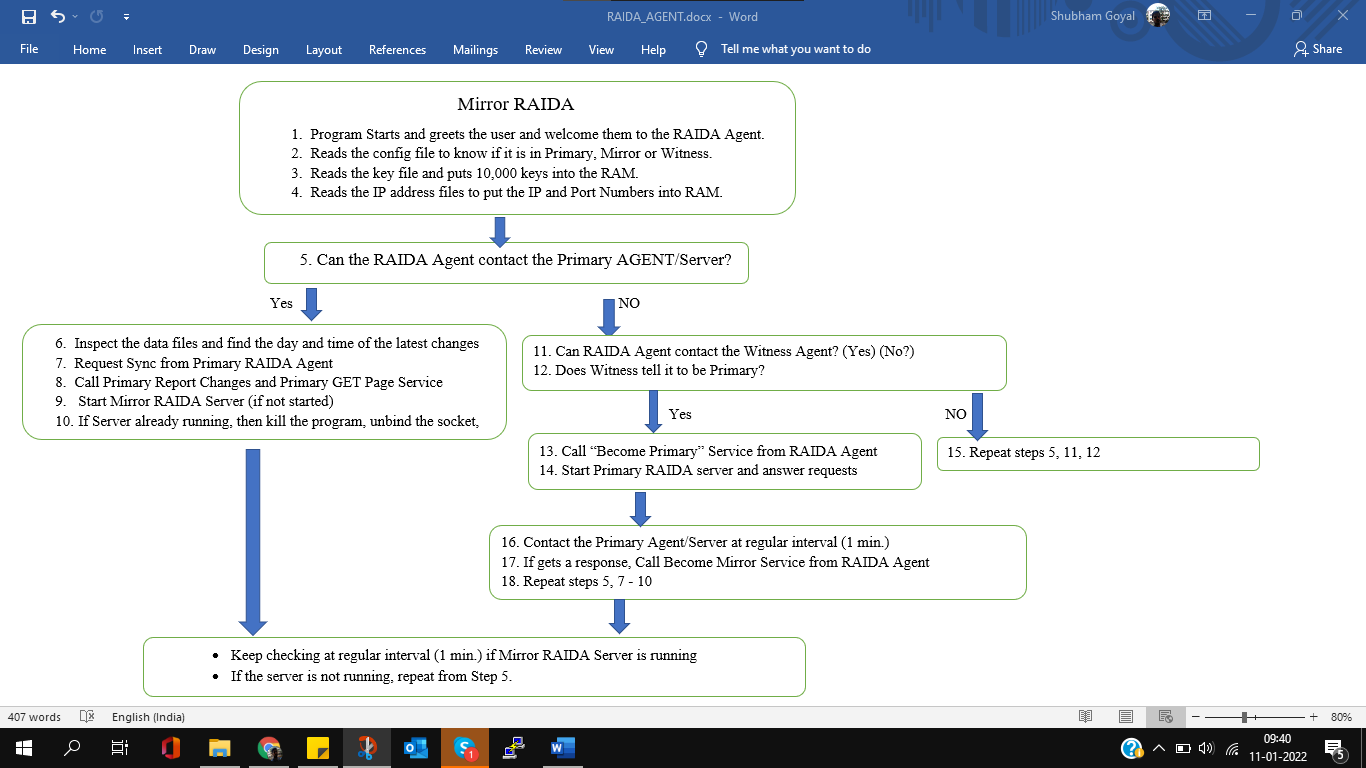 RAIDA_AGENT.docx - Word
Shubham Goyal
File Home Insert Draw Design Layout References Mailings Review View Help Tell me what you want to do Share
Mirror RAIDA
1. Program Starts and greets the user and welcome them to the RAIDA Agent.
2. Reads the config file to know if it is in Primary, Mirror or Witness.
3. Reads the key file and puts 10,000 keys into the RAM.
4. Reads the IP address files to put the IP and Port Numbers into RAM.
5. Can the RAIDA Agent contact the Primary AGENT/Server?
Yes
NO
6. Inspect the data files and find the day and time of the latest changes
7. Request Sync from Primary RAIDA Agent
8. Call Primary Report Changes and Primary GET Page Service
9. Start Mirror RAIDA Server (if not started)
10. If Server already running, then kill the program, unbind the socket,
11. Can RAIDA Agent contact the Witness Agent? (Yes) (No?)
12. Does Witness tell it to be Primary?
Yes
NO
13. Call “Become Primary” Service from RAIDA Agent
14. Start Primary RAIDA server and answer requests
15. Repeat steps 5, 11, 12
16. Contact the Primary Agent/Server at regular interval (1 min.)
17. If gets a response, Call Become Mirror Service from RAIDA Agent
18. Repeat steps 5, 7 - 10
• Keep checking at regular interval (1 min.) if Mirror RAIDA Server is running
• If the server is not running, repeat from Step 5.
407 words English (India) 80%
09:40
11-01-2022
1
5